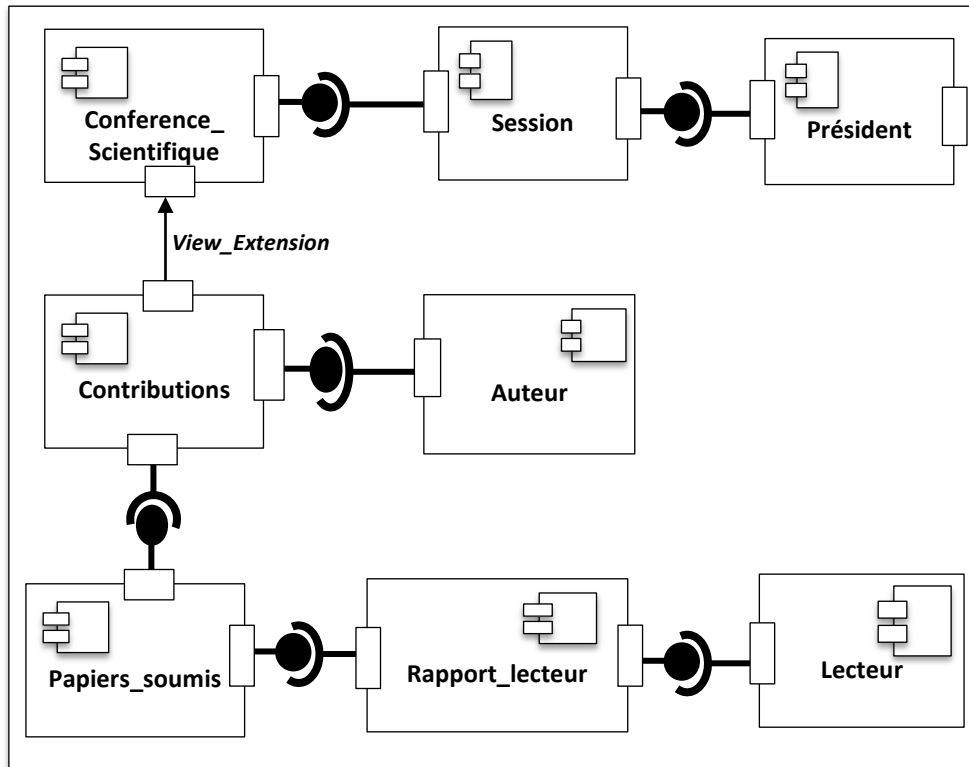 Conference_
Scientifique
Session
Président
View_Extension
Contributions
Auteur
Papiers_soumis
Rapport_lecteur
Lecteur